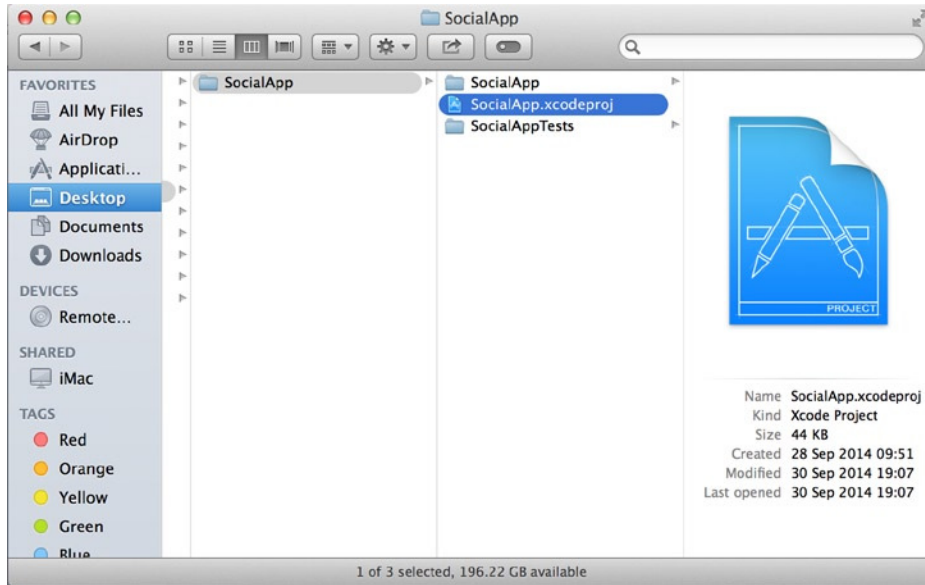 SocialApp
FAVORITES
All My Files
AirDrop
Applicati...
Desktop
Documents
Downloads
DEVICES
Remote...
SHARED
iMac
TAGS
Red
Orange
Yellow
Green
Blue
SocialApp
SocialApp
SocialApp.xcodeproj
SocialAppTests
PROJECT
Name SocialApp.xcodeproj
Kind Xcode Project
Size 44 KB
Created 28 Sep 2014 09:51
Modified 30 Sep 2014 19:07
Last opened 30 Sep 2014 19:07
1 of 3 selected, 196.22 GB available